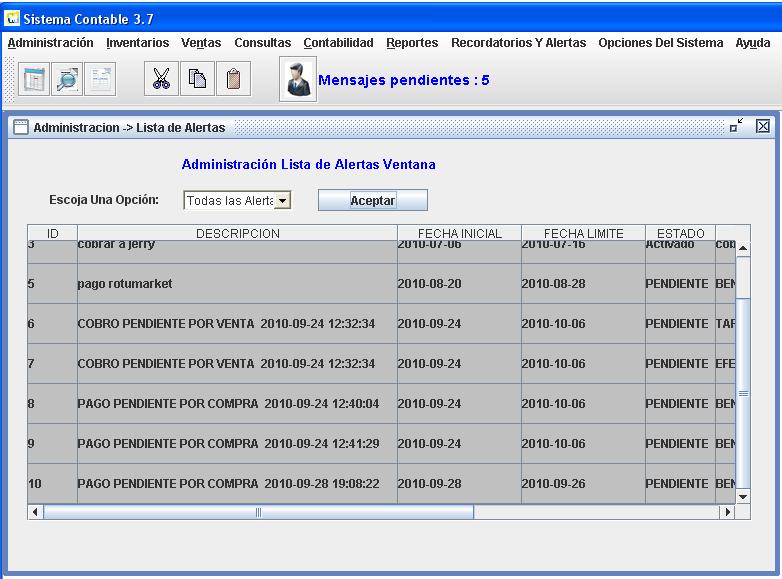 Sistema Contable 3.7
Administración Inventarios Ventas Consultas Contabilidad Reportes Recordatorios Y Alertas Opciones Del Sistema Ayuda
Mensajes pendientes : 5
Administracion -> Lista de Alertas
Administración Lista de Alertas Ventana
Escoja Una Opción: Todas las Alerta Aceptar
ID DESCRIPCION FECHA INICIAL FECHA LIMITE ESTADO
3 cobrar a jerry 2010-07-06 2010-07-16 Activado cob
5 pago rotumarket 2010-08-20 2010-08-28 PENDIENTE BEN
6 COBRO PENDIENTE POR VENTA 2010-09-24 12:32:34 2010-09-24 2010-10-06 PENDIENTE TAR
7 COBRO PENDIENTE POR VENTA 2010-09-24 12:32:34 2010-09-24 2010-10-06 PENDIENTE EFE
8 PAGO PENDIENTE POR COMPRA 2010-09-24 12:40:04 2010-09-24 2010-10-06 PENDIENTE BEN
9 PAGO PENDIENTE POR COMPRA 2010-09-24 12:41:29 2010-09-24 2010-10-06 PENDIENTE BEN
10 PAGO PENDIENTE POR COMPRA 2010-09-28 19:08:22 2010-09-28 2010-09-26 PENDIENTE BEN